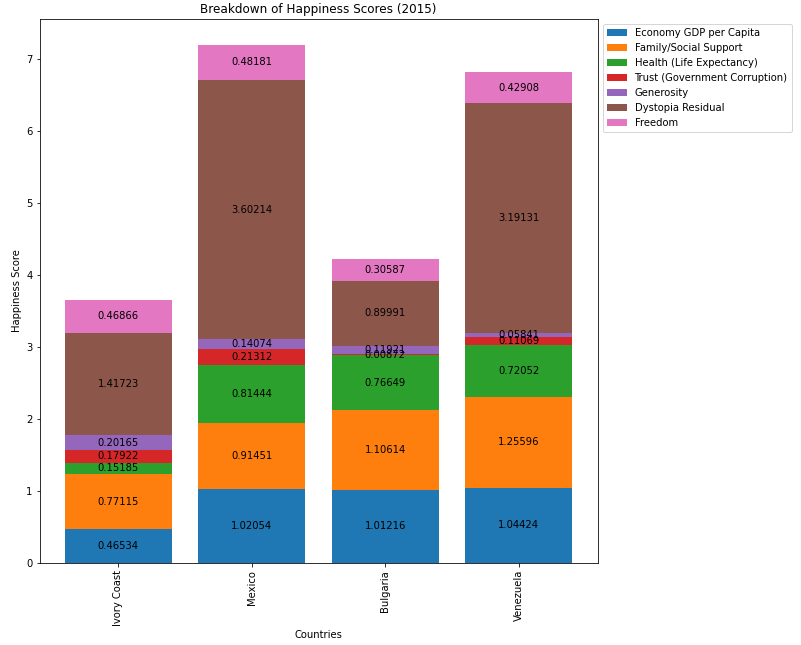 Breakdown of Happiness Scores (2015)
Economy GDP per Capita
Family/Social Support
Health (Life Expectancy)
Trust (Government Corruption)
Generosity
Dystopia Residual
Freedom
Happiness Score
7
6
5
4
3
2
1
0
0.46866
1.41723
0.20165
0.17922
0.15185
0.77115
0.46534
0.48181
3.60214
0.14074
0.21312
0.81444
0.91451
1.02054
0.30587
0.89991
0.11921
0.00872
0.76649
1.10614
1.01216
0.42908
3.19131
0.05841
0.11069
0.72052
1.25596
1.04424
Ivory Coast
Mexico
Bulgaria
Venezuela
Countries